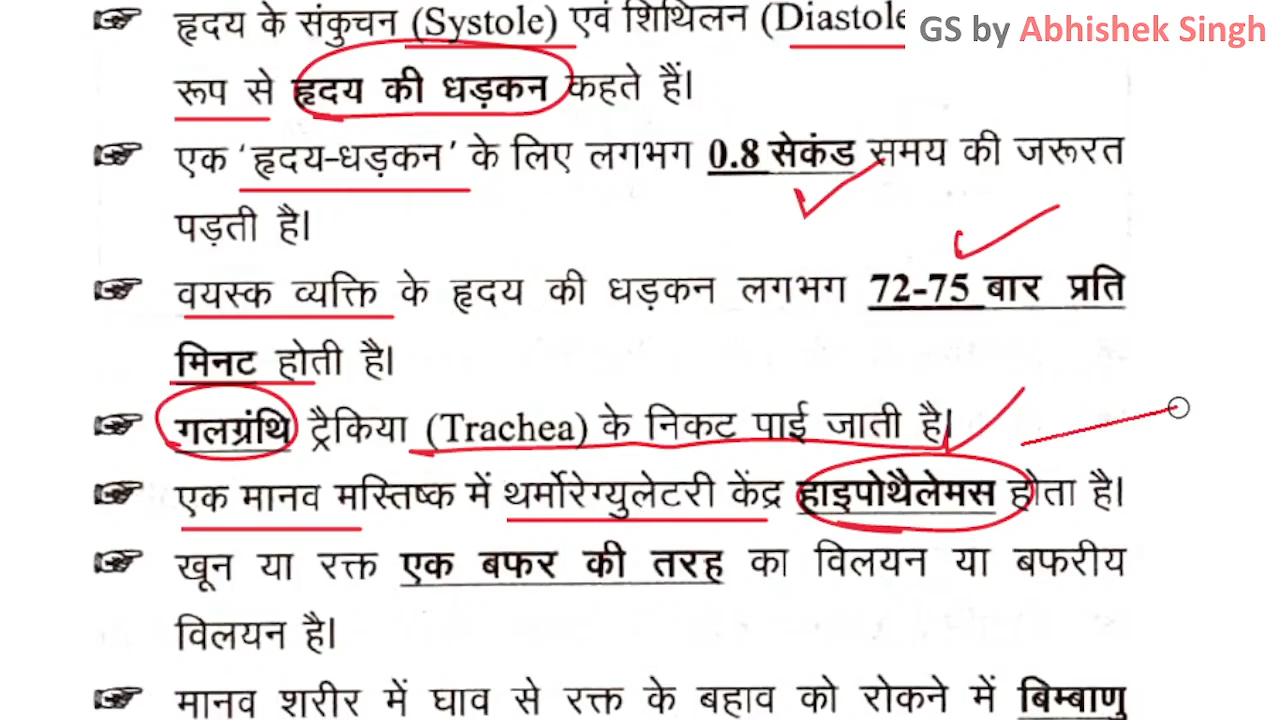 हृदय के संकुचन (Systole) एवं शिथिलन (Diastole
GS by Abhishek Singh
रूप से हृदय की धड़कन कहते हैं।
एक 'हृदय-धड़कन' के लिए लगभग 0.8 सेकंड समय की जरूरत
पड़ती है।
वयस्क व्यक्ति के हृदय की धड़कन लगभग 72-75 बार प्रति
मिनट होती है।
गलग्रंथि ट्रैकिया (Trachea) के निकट पाई जाती है।
एक मानव मस्तिष्क में थर्मोरेग्युलेटरी केंद्र हाइपोथैलेमस होता है।
खून या रक्त एक बफर की तरह का विलयन या बफरीय
विलयन है।
मानव शरीर में घाव से रक्त के बहाव को रोकने में बिम्बाणु